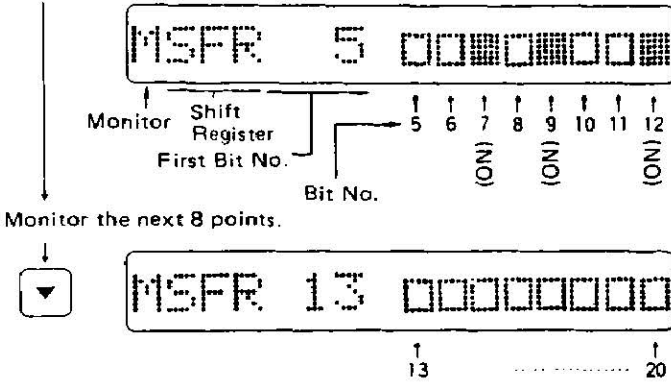 MSFR 5
Monitor
Shift Register
First Bit No.
Bit No.
5 6 7 8 9 10 11 12
(ON) (ON) (ON)
Monitor the next 8 points.
▼
MSFR 13
13 ............ 20